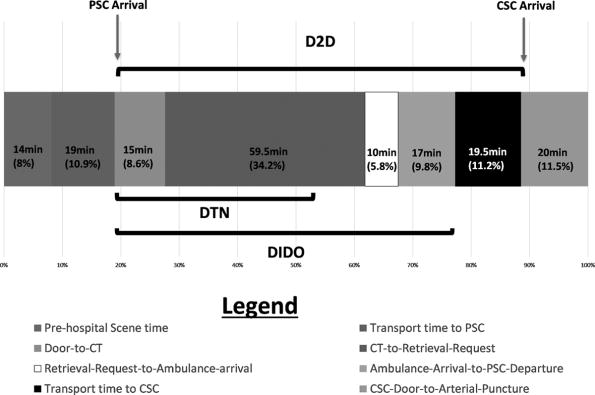 PSC Arrival CSC Arrival
D2D
14min 19min 15min 59.5min 10min 17min 19.5min 20min
(8%) (10.9%) (8.6%) (34.2%) (5.8%) (9.8%) (11.2%) (11.5%)
DTN
DIDO
0% 10% 20% 30% 40% 50% 60% 70% 80% 90% 100%
Legend
Pre-hospital Scene time Transport time to PSC
Door-to-CT CT-to-Retrieval-Request
Retrieval-Request-to-Ambulance-arrival Ambulance-Arrival-to-PSC-Departure
Transport time to CSC CSC-Door-to-Arterial-Puncture